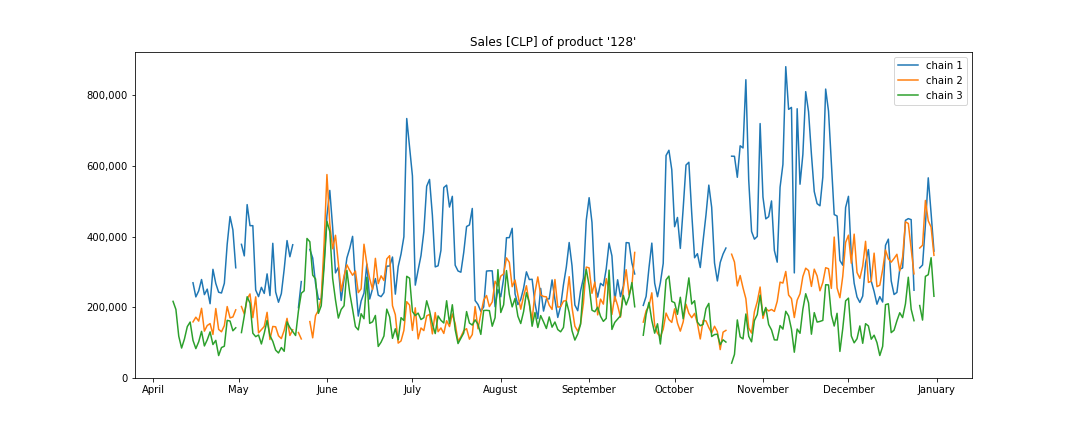 Sales [CLP] of product '128'
chain 1
chain 2
chain 3
800,000
600,000
400,000
200,000
0
April May June July August September October November December January